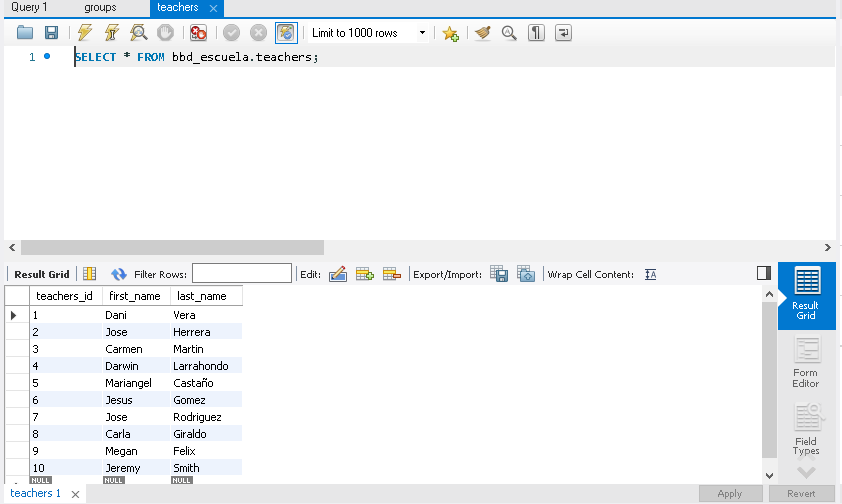 Query 1 groups teachers
Limit to 1000 rows
1 SELECT * FROM bbd_escuela.teachers;
Result Grid Filter Rows: Edit: Export/Import: Wrap Cell Content:
teachers_id first_name last_name
1 Dani Vera
2 Jose Herrera
3 Carmen Martin
4 Darwin Larrahondo
5 Mariangel Castaño
6 Jesus Gomez
7 Jose Rodriguez
8 Carla Giraldo
9 Megan Felix
10 Jeremy Smith
NULL NULL NULL
Result
Grid
Form
Editor
Field
Types
teachers 1
Apply Revert